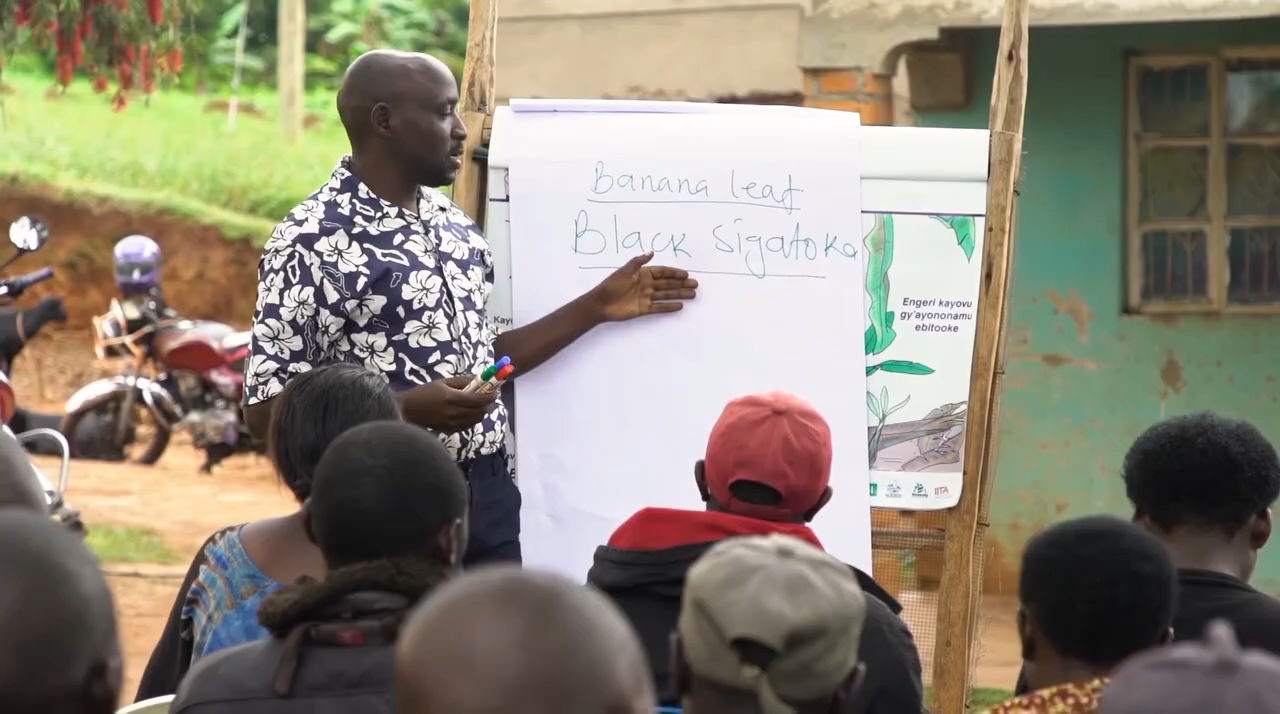 Banana leaf
Black Sigatoka
Engeri kayovu
gy'ayononamu
ebitooke
IITA